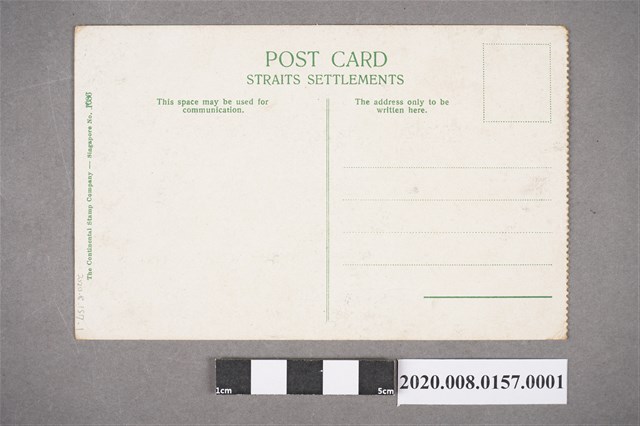 POST CARD
STRAITS SETTLEMENTS
This space may be used for
communication.
The address only to be
written here.
The Continental Stamp Company — Singapore No.
1cm
5cm
2020.008.0157.0001